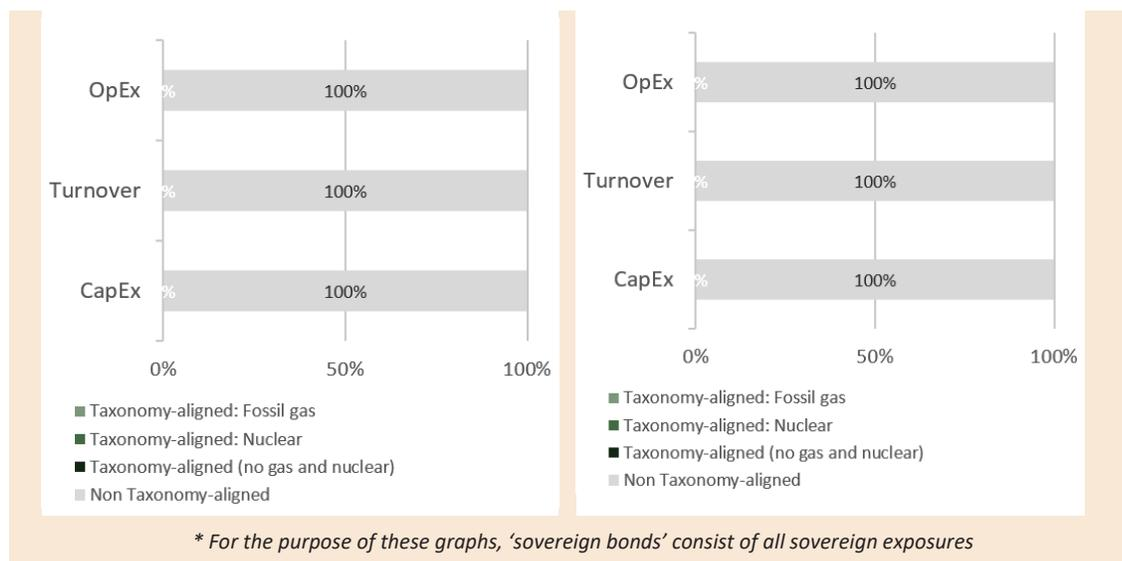 OpEx
%
100%
Turnover
%
100%
CapEx
%
100%
0%
50%
100%
Taxonomy-aligned: Fossil gas
Taxonomy-aligned: Nuclear
Taxonomy-aligned (no gas and nuclear)
Non Taxonomy-aligned
OpEx
%
100%
Turnover
%
100%
CapEx
%
100%
0%
50%
100%
Taxonomy-aligned: Fossil gas
Taxonomy-aligned: Nuclear
Taxonomy-aligned (no gas and nuclear)
Non Taxonomy-aligned
* For the purpose of these graphs, ‘sovereign bonds’ consist of all sovereign exposures